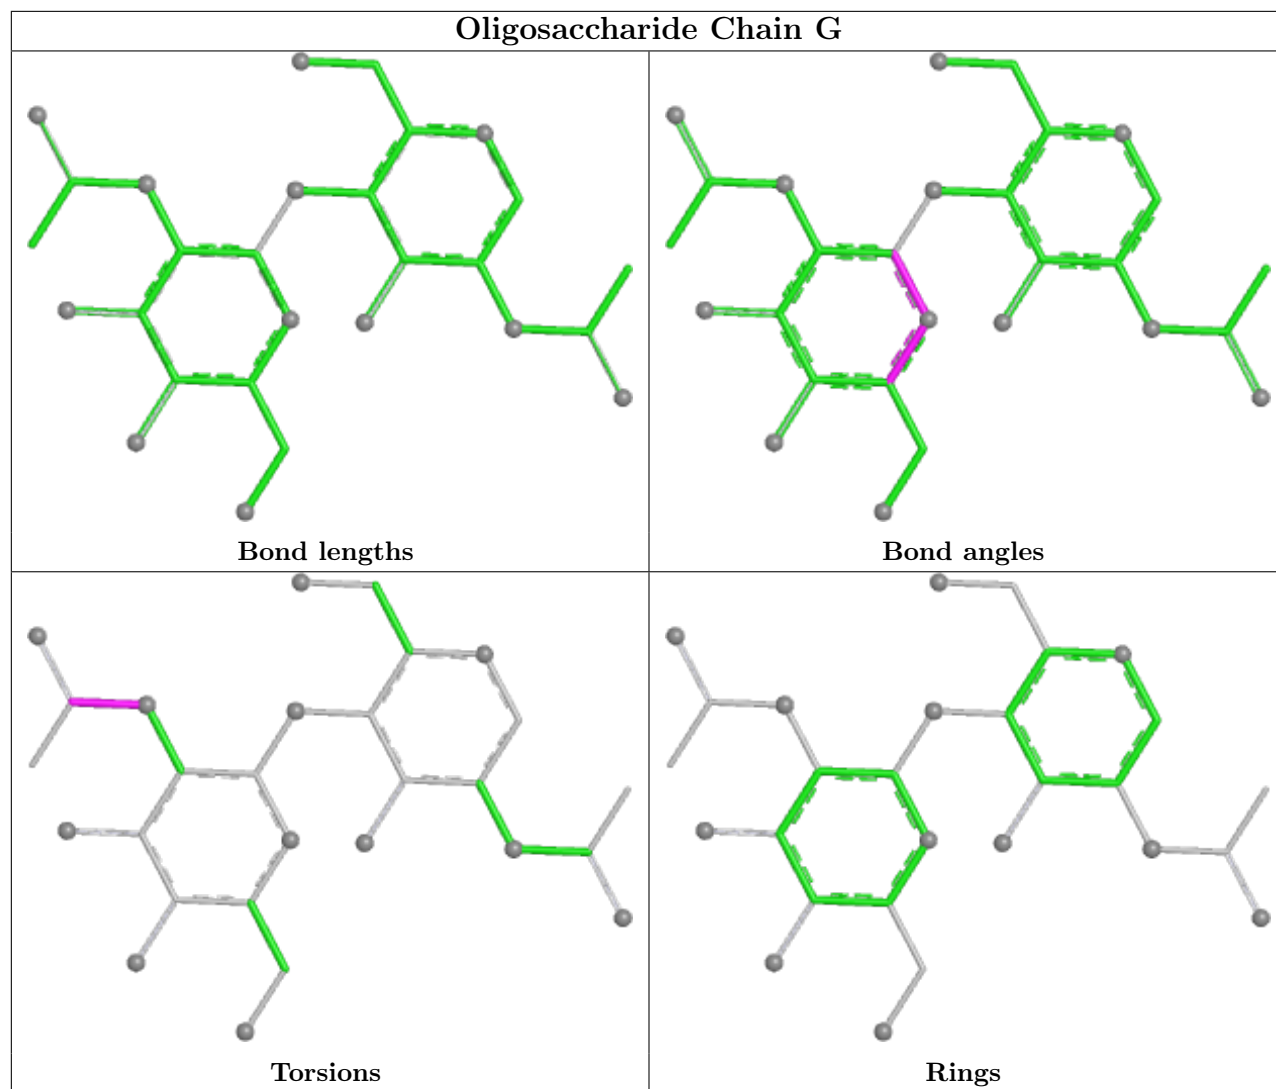 Oligosaccharide Chain G
Bond lengths
Bond angles
Torsions
Rings